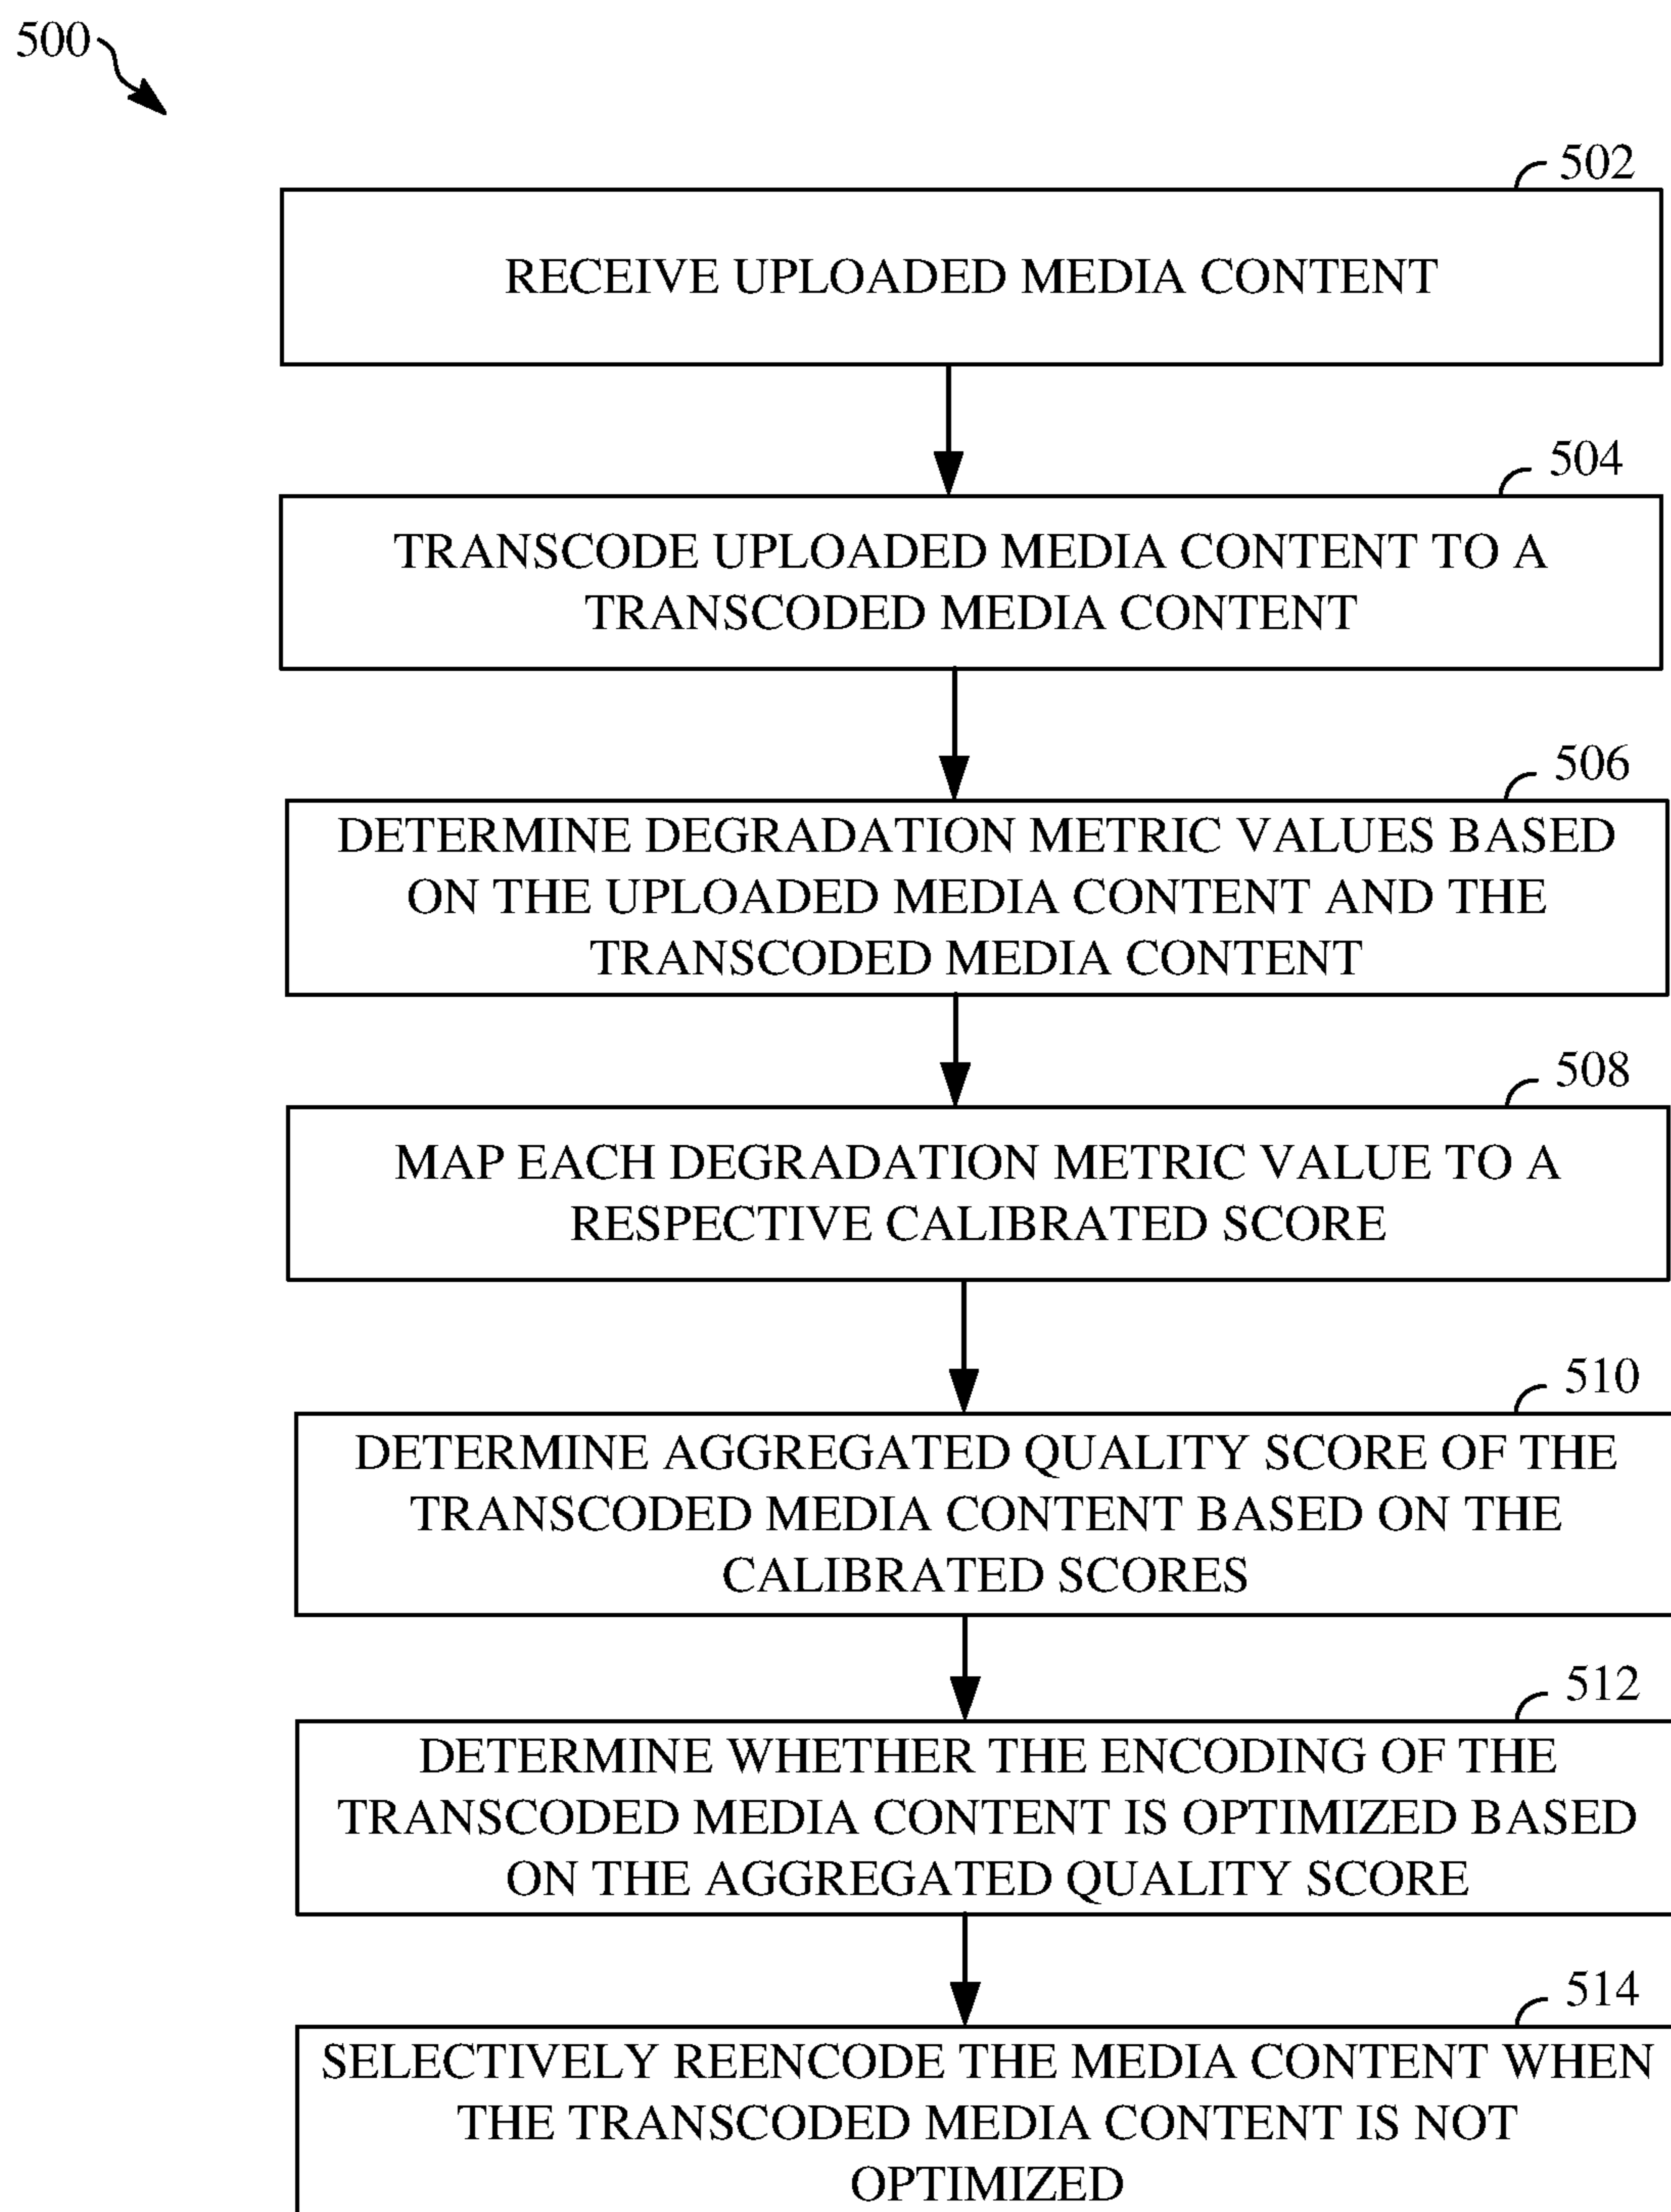 500
502
RECEIVE UPLOADED MEDIA CONTENT
504
TRANSCODE UPLOADED MEDIA CONTENT TO A
TRANSCODED MEDIA CONTENT
506
DETERMINE DEGRADATION METRIC VALUES BASED
ON THE UPLOADED MEDIA CONTENT AND THE
TRANSCODED MEDIA CONTENT
508
MAP EACH DEGRADATION METRIC VALUE TO A
RESPECTIVE CALIBRATED SCORE
510
DETERMINE AGGREGATED QUALITY SCORE OF THE
TRANSCODED MEDIA CONTENT BASED ON THE
CALIBRATED SCORES
512
DETERMINE WHETHER THE ENCODING OF THE
TRANSCODED MEDIA CONTENT IS OPTIMIZED BASED
ON THE AGGREGATED QUALITY SCORE
514
SELECTIVELY REENCODE THE MEDIA CONTENT WHEN
THE TRANSCODED MEDIA CONTENT IS NOT
OPTIMIZED